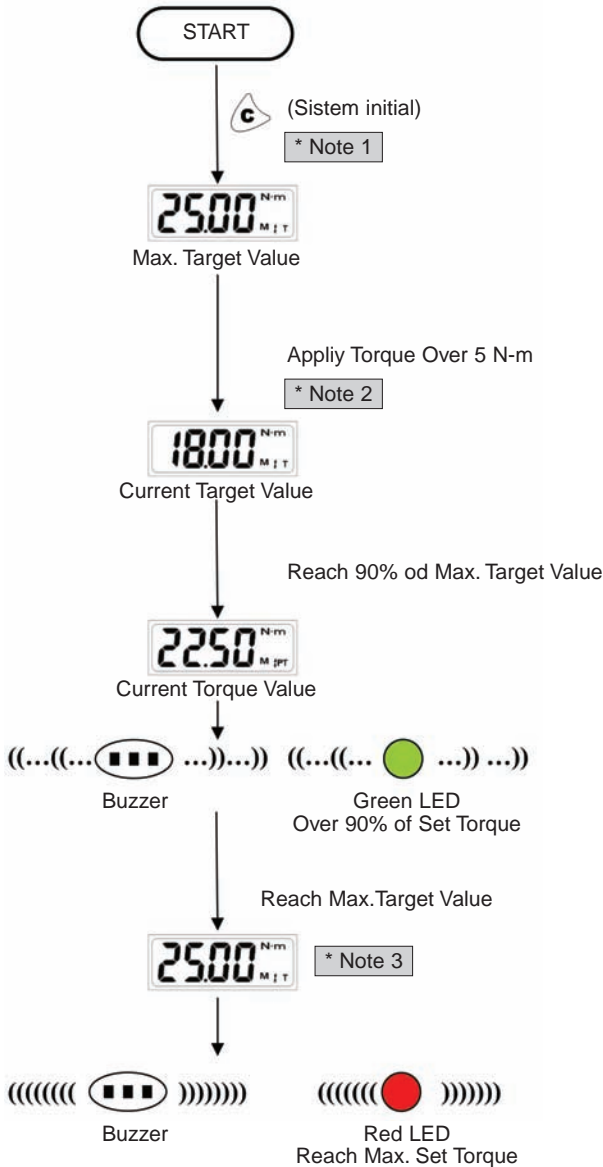 START
C (Sistem initial)
* Note 1
25.00 N·m
M T
Max. Target Value
Appliy Torque Over 5 N-m
* Note 2
18.00 N·m
M T
Current Target Value
Reach 90% od Max. Target Value
22.50 N·m
M PT
Current Torque Value
((...((... ...))...)) ((...((... ...)) ...))
Buzzer Green LED
Over 90% of Set Torque
Reach Max.Target Value
25.00 N·m * Note 3
M T
(((((((( )))))))) ((((((( )))))))
Buzzer Red LED
Reach Max. Set Torque